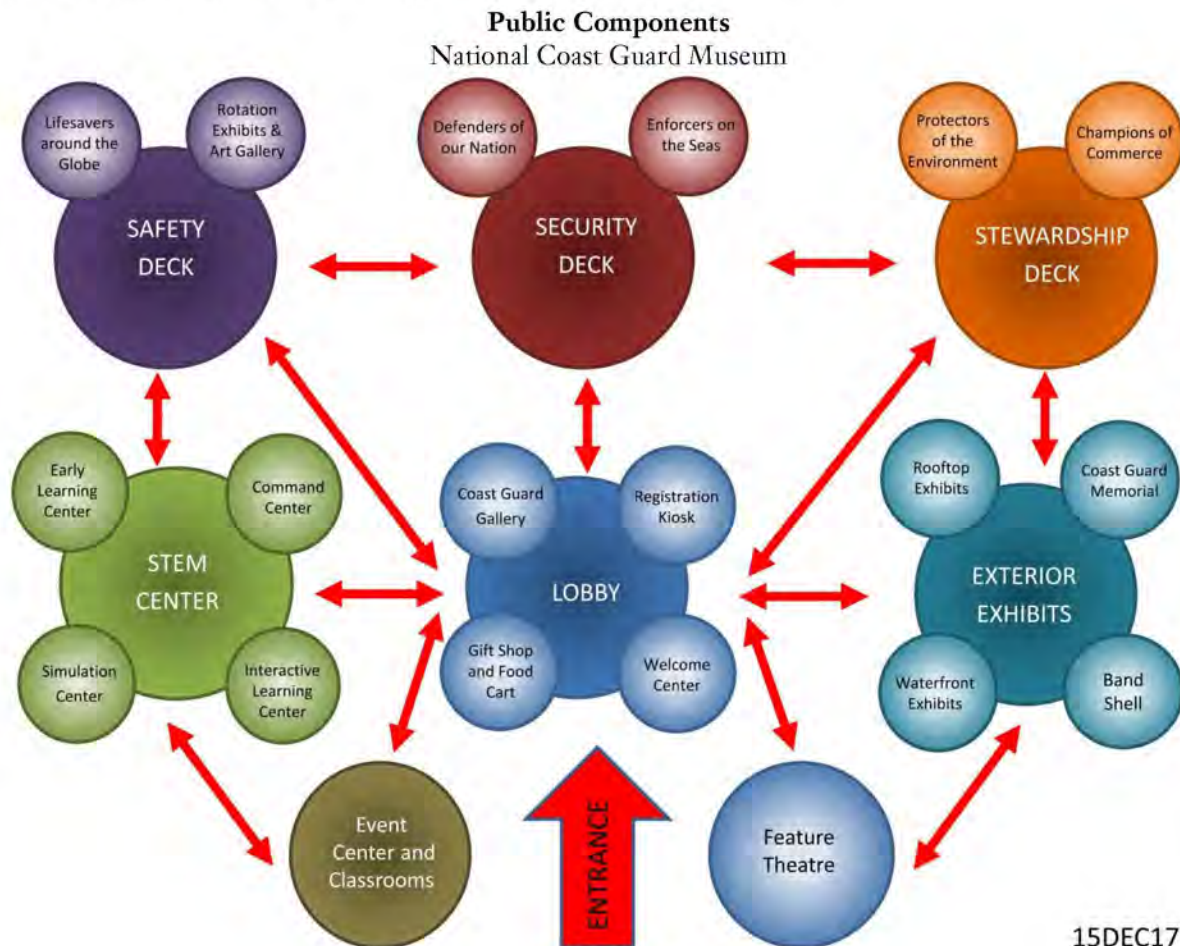 Public Components
National Coast Guard Museum
Lifesavers
around the
Globe
Rotation
Exhibits &
Art Gallery
SAFETY
DECK
Defenders of
our Nation
Enforcers on
the Seas
SECURITY
DECK
Protectors
of the
Environment
Champions of
Commerce
STEWARDSHIP
DECK
Early
Learning
Center
Command
Center
STEM
CENTER
Simulation
Center
Interactive
Learning
Center
Coast Guard
Gallery
Registration
Kiosk
LOBBY
Gift Shop
and Food
Cart
Welcome
Center
Rooftop
Exhibits
Coast Guard
Memorial
EXTERIOR
EXHIBITS
Waterfront
Exhibits
Band
Shell
Event
Center and
Classrooms
ENTRANCE
Feature
Theatre
15DEC17